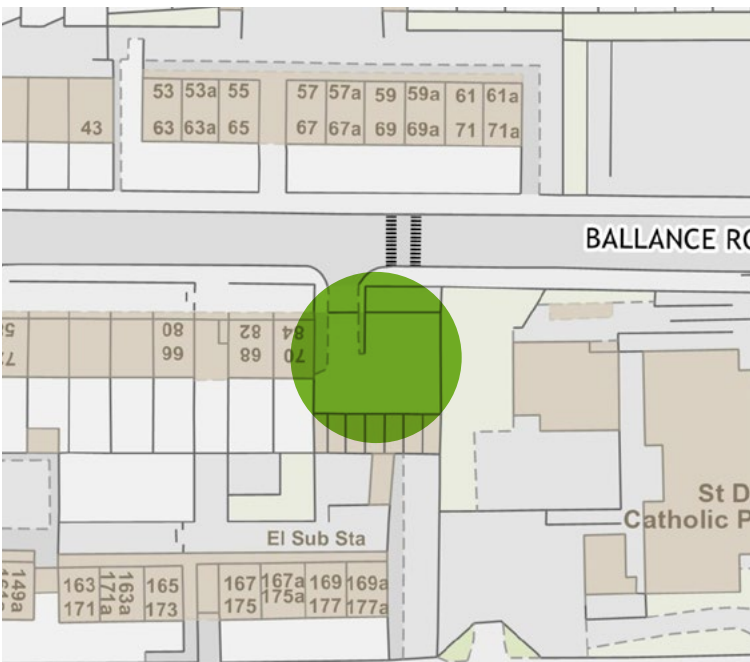 53 53a 55 57 57a 59 59a 61 61a
43 63 63a 65 67 67a 69 69a 71 71a
BALLANCE RO
80 82 84
66 68 70
St D
Catholic P
El Sub Sta
149a
163 163a 165 167 167a 169 169a
171 171a 173 175 175a 177 177a